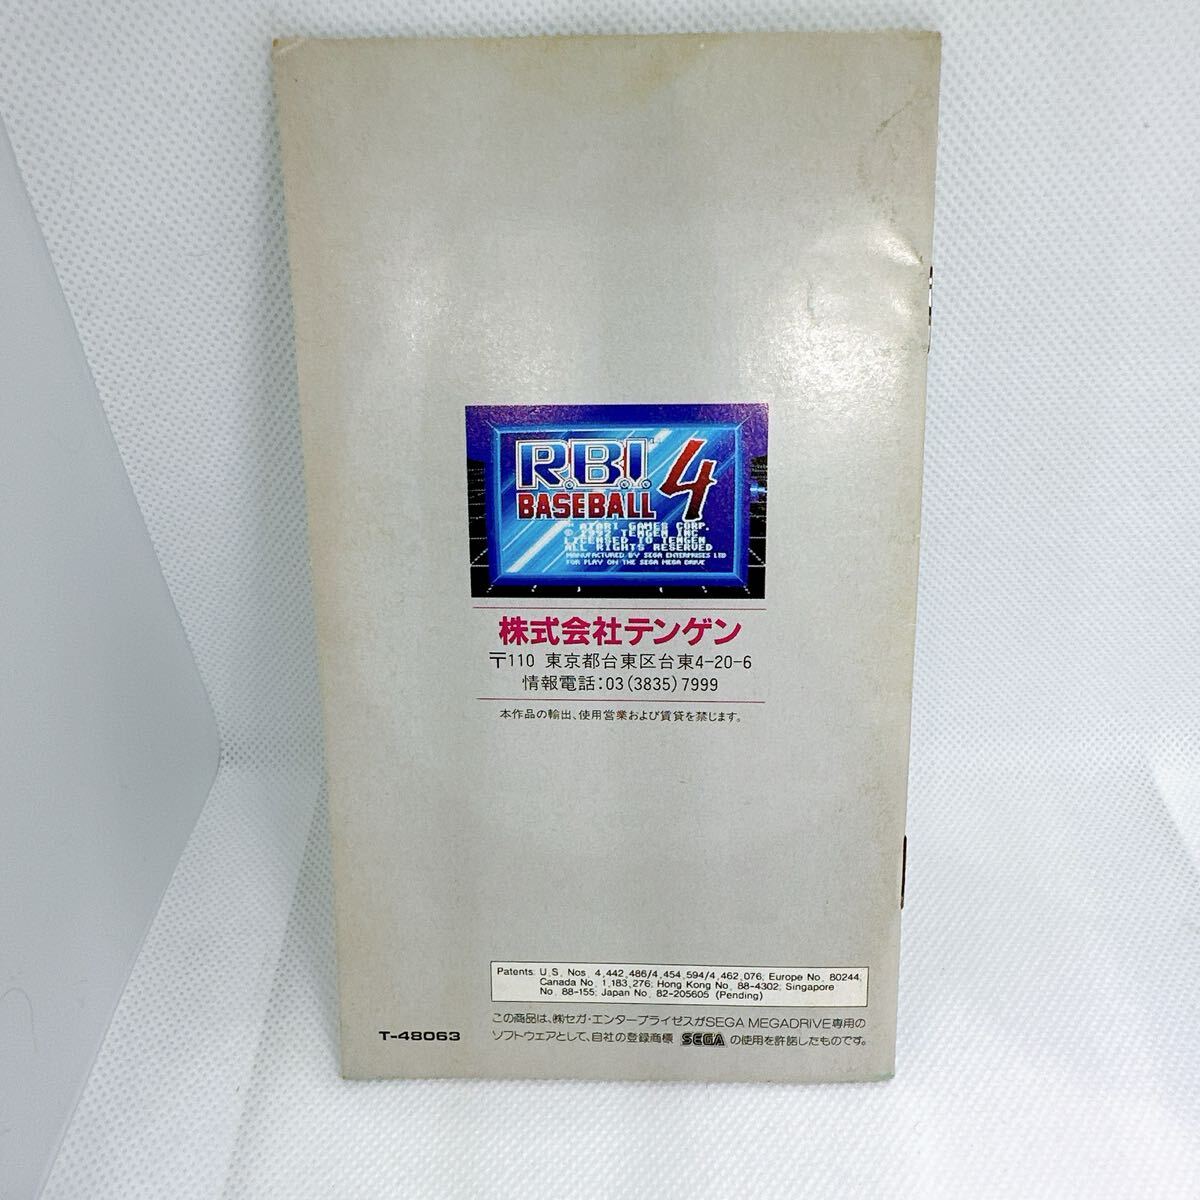 R.B.I. 4
BASEBALL
™ ATARI GAMES CORP.
© 1992 TENGEN INC
LICENSED TO TENGEN
ALL RIGHTS RESERVED
MANUFACTURED BY SEGA ENTERPRISES LTD
FOR PLAY ON THE SEGA MEGA DRIVE
株式会社テンゲン
〒110 東京都台東区台東4-20-6
情報電話:03(3835)7999
本作品の輸出、使用営業および賃貸を禁じます。
Patents: U.S. Nos. 4,442,486/4,454,594/4,462,076; Europe No. 80244;
Canada No. 1,183,276; Hong Kong No. 88-4302; Singapore
No. 88-155; Japan No. 82-205605 (Pending)
この商品は、㈱セガ・エンタープライゼスがSEGA MEGADRIVE専用の
ソフトウェアとして、自社の登録商標 SEGA の使用を許諾したものです。
T-48063